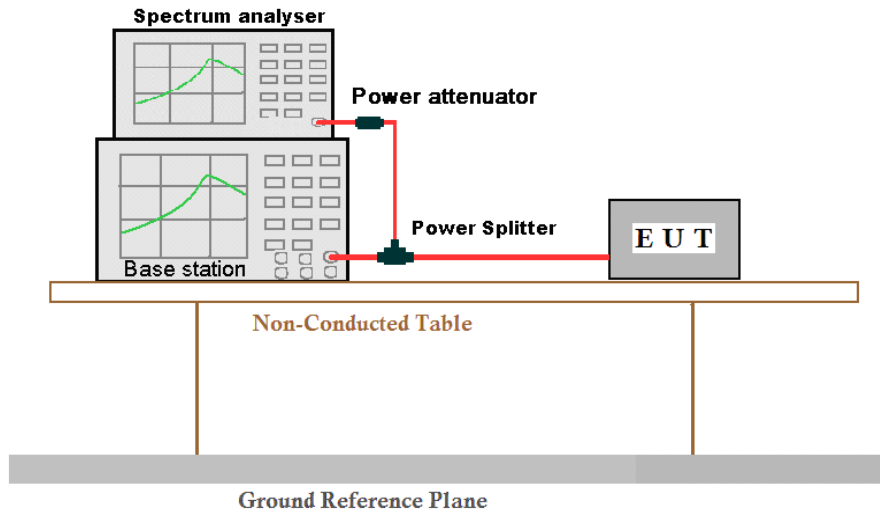 Spectrum analyser
Power attenuator
Power Splitter
E U T
Base station
Non-Conducted Table
Ground Reference Plane